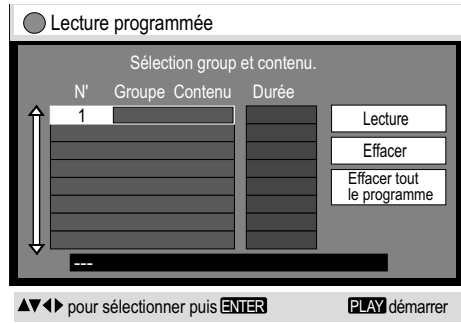 Lecture programmée
Sélection group et contenu.
N' Groupe Contenu Durée
1
Lecture
Effacer
Effacer tout
le programme
---
▲▼◀▶ pour sélectionner puis ENTER PLAY démarrer